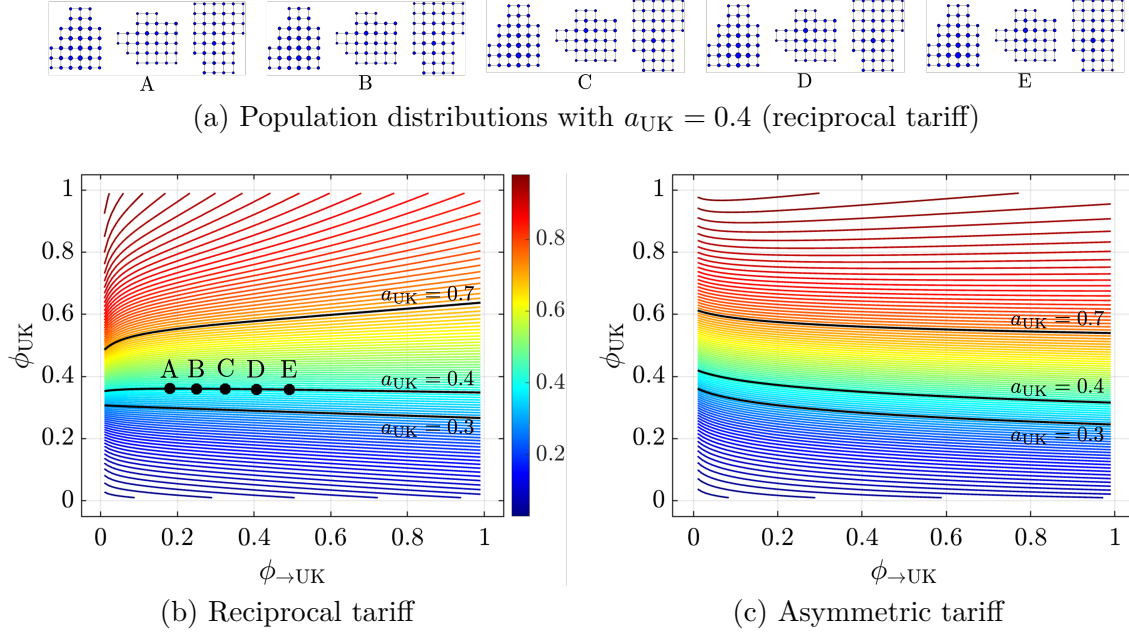 A B C D E
(a) Population distributions with a_UK = 0.4 (reciprocal tariff)
1
0.8
0.6
0.4
0.2
0
ϕ_UK
a_UK = 0.7
A B C D E
a_UK = 0.4
a_UK = 0.3
0 0.2 0.4 0.6 0.8 1
ϕ_→UK
0.8
0.6
0.4
0.2
(b) Reciprocal tariff
1
0.8
0.6
0.4
0.2
0
ϕ_UK
a_UK = 0.7
a_UK = 0.4
a_UK = 0.3
0 0.2 0.4 0.6 0.8 1
ϕ_→UK
(c) Asymmetric tariff